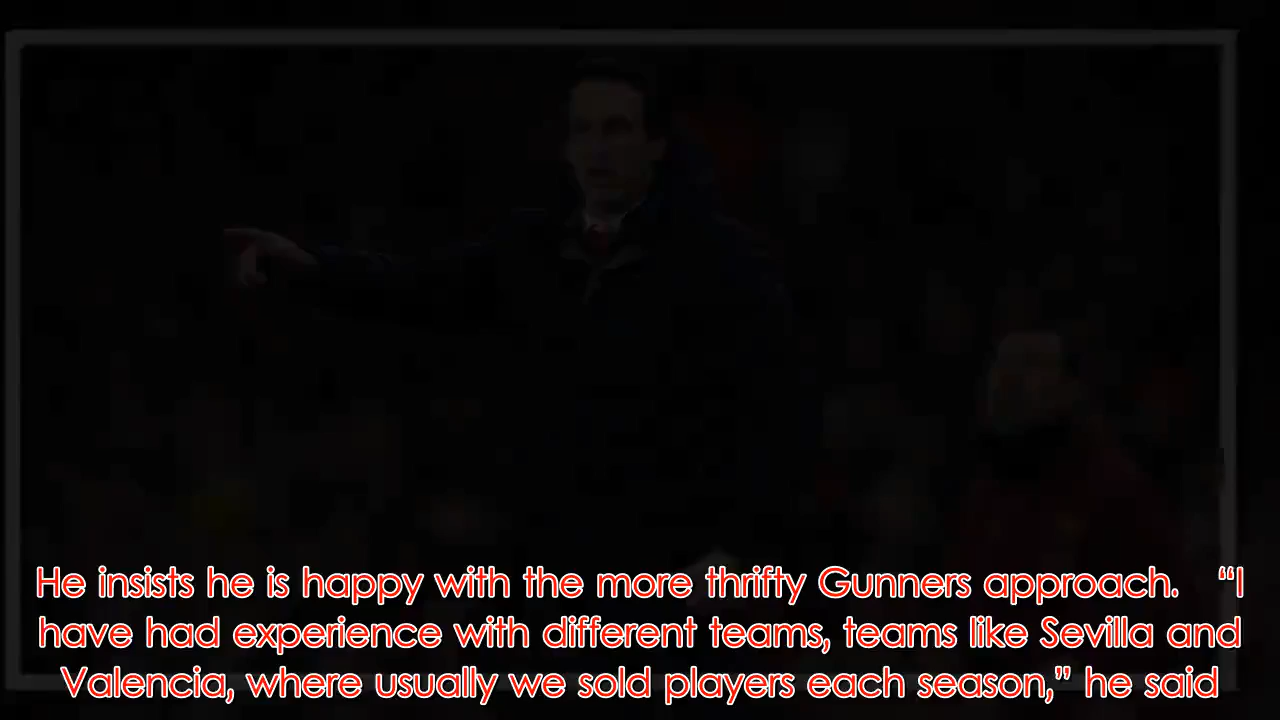 He insists he is happy with the more thrifty Gunners approach. “I
have had experience with different teams, teams like Sevilla and
Valencia, where usually we sold players each season,” he said